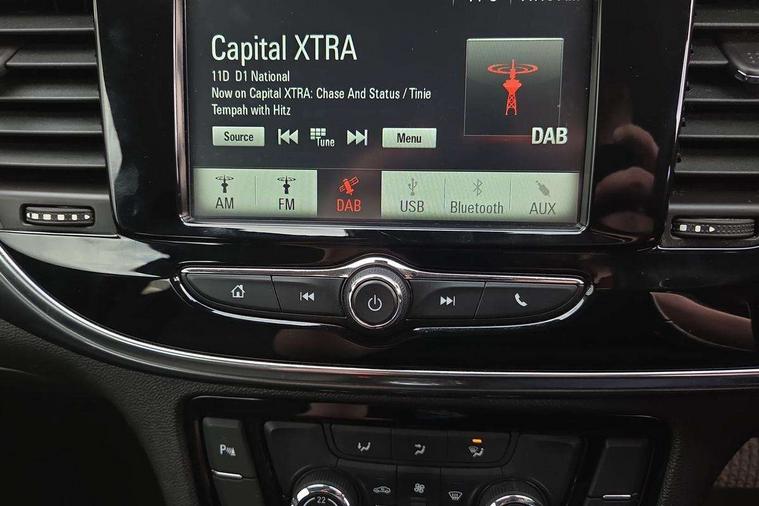 Capital XTRA
11D D1 National
Now on Capital XTRA: Chase And Status / Tinie
Tempah with Hitz
Source
Tune
Menu
DAB
AM
FM
DAB
USB
Bluetooth
AUX
P
22